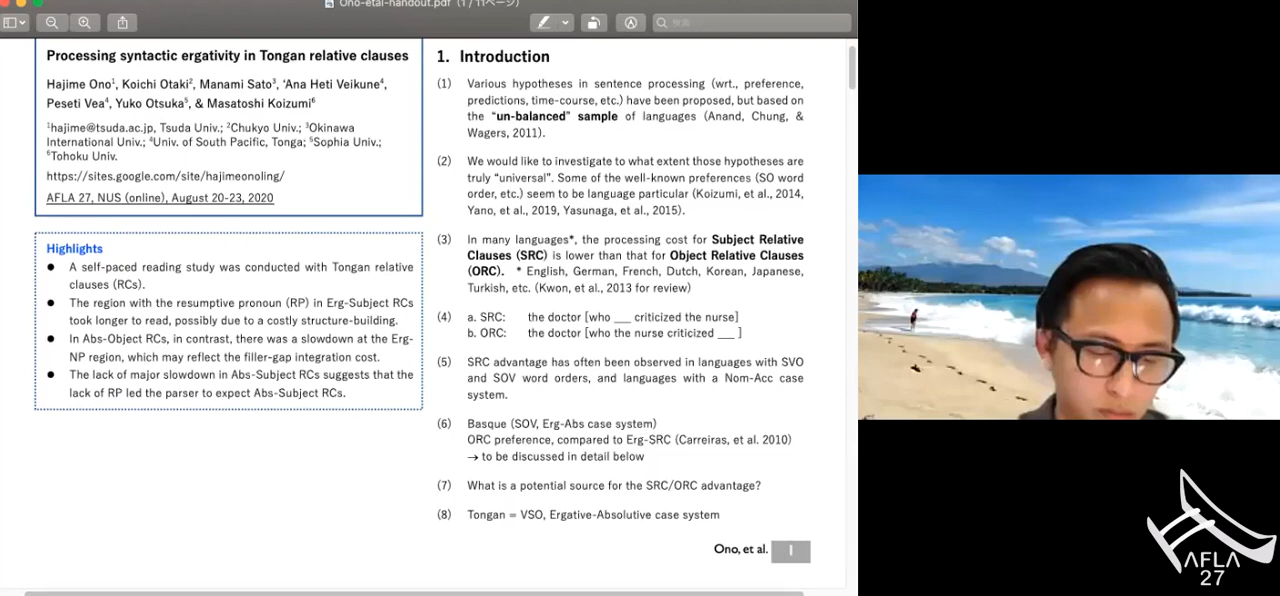 Ono-etal-handout.pdf (1 / 11ページ)
検索
Processing syntactic ergativity in Tongan relative clauses
Hajime Ono¹, Koichi Otaki², Manami Sato³, 'Ana Heti Veikune⁴,
Peseti Vea⁴, Yuko Otsuka⁵, & Masatoshi Koizumi⁶
¹hajime@tsuda.ac.jp, Tsuda Univ.; ²Chukyo Univ.; ³Okinawa
International Univ.; ⁴Univ. of South Pacific, Tonga; ⁵Sophia Univ.;
⁶Tohoku Univ.
https://sites.google.com/site/hajimeonoling/
AFLA 27, NUS (online), August 20-23, 2020
Highlights
● A self-paced reading study was conducted with Tongan relative
clauses (RCs).
● The region with the resumptive pronoun (RP) in Erg-Subject RCs
took longer to read, possibly due to a costly structure-building.
● In Abs-Object RCs, in contrast, there was a slowdown at the Erg-
NP region, which may reflect the filler-gap integration cost.
● The lack of major slowdown in Abs-Subject RCs suggests that the
lack of RP led the parser to expect Abs-Subject RCs.
1. Introduction
(1) Various hypotheses in sentence processing (wrt., preference,
predictions, time-course, etc.) have been proposed, but based on
the "un-balanced" sample of languages (Anand, Chung, &
Wagers, 2011).
(2) We would like to investigate to what extent those hypotheses are
truly "universal". Some of the well-known preferences (SO word
order, etc.) seem to be language particular (Koizumi, et al., 2014,
Yano, et al., 2019, Yasunaga, et al., 2015).
(3) In many languages*, the processing cost for Subject Relative
Clauses (SRC) is lower than that for Object Relative Clauses
(ORC). * English, German, French, Dutch, Korean, Japanese,
Turkish, etc. (Kwon, et al., 2013 for review)
(4) a. SRC: the doctor [who ___ criticized the nurse]
b. ORC: the doctor [who the nurse criticized ___ ]
(5) SRC advantage has often been observed in languages with SVO
and SOV word orders, and languages with a Nom-Acc case
system.
(6) Basque (SOV, Erg-Abs case system)
ORC preference, compared to Erg-SRC (Carreiras, et al. 2010)
→ to be discussed in detail below
(7) What is a potential source for the SRC/ORC advantage?
(8) Tongan = VSO, Ergative-Absolutive case system
Ono, et al. 1
AFLA
27